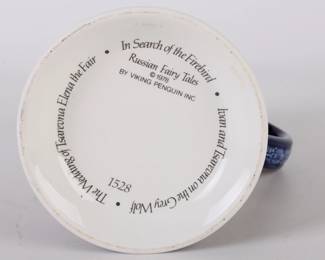 In Search of the Firebird •
Ivan and Tsarevna on the Grey Wolf •
The Wedding of Tsarevna Elena the Fair •
Russian Fairy Tales
© 1978
BY VIKING PENGUIN INC
1528